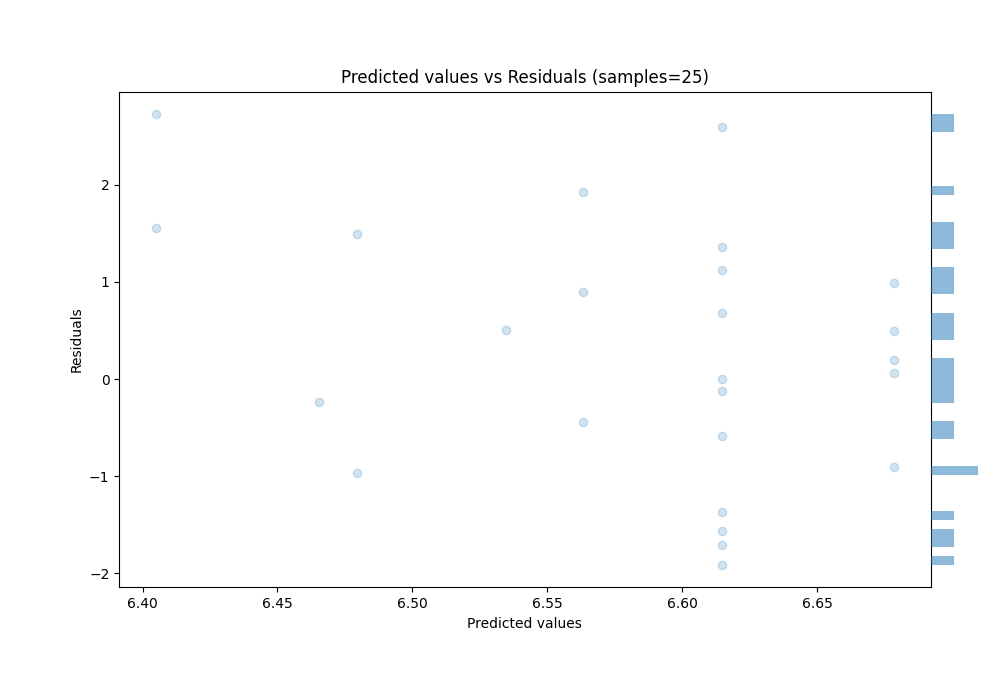 Predicted values vs Residuals (samples=25)
Residuals
2
1
0
−1
−2
6.40 6.45 6.50 6.55 6.60 6.65
Predicted values